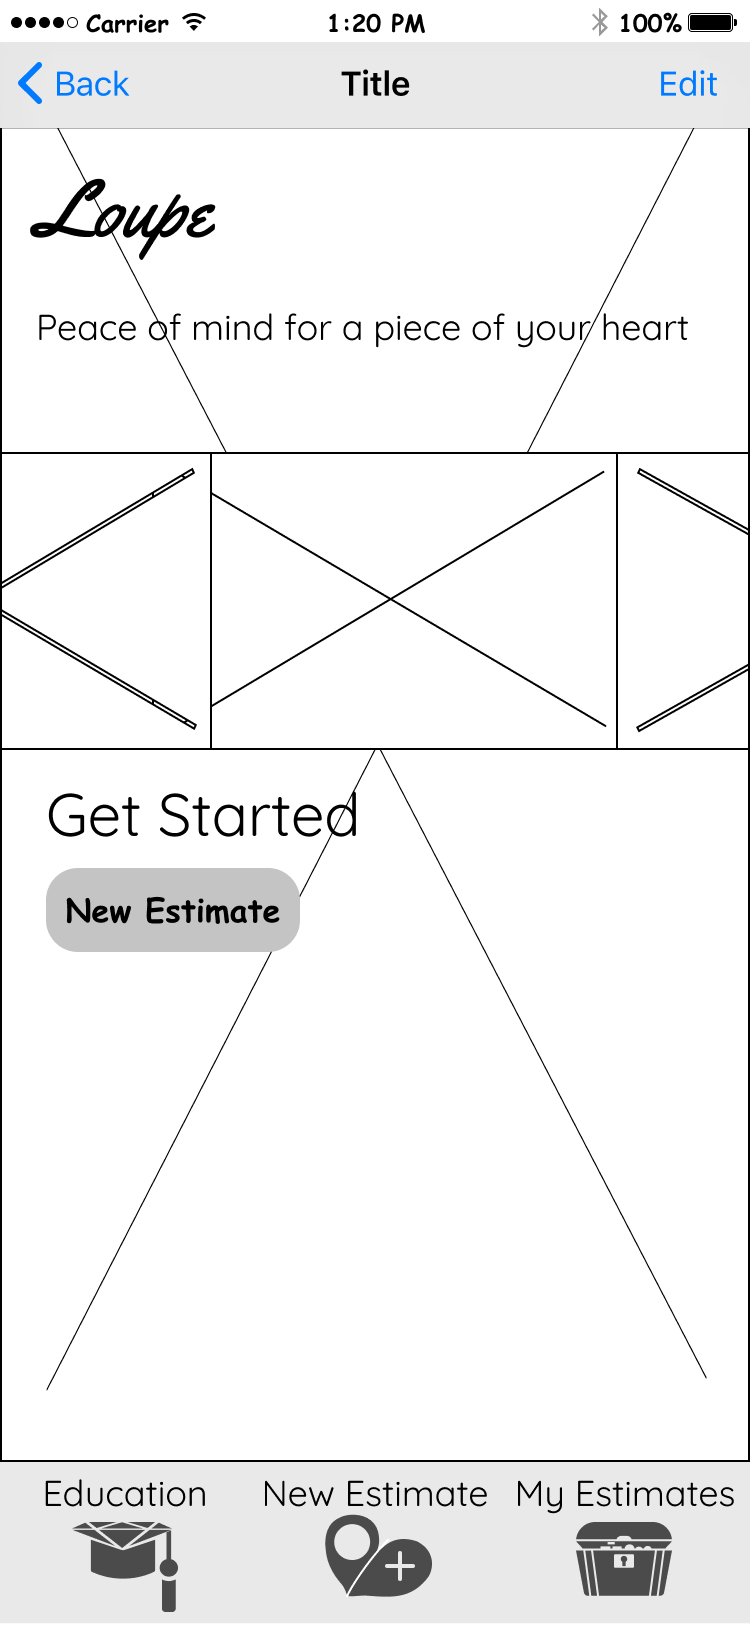 Carrier 1:20 PM 100%
Back Title Edit
Loupe
Peace of mind for a piece of your heart
Get Started
New Estimate
Education New Estimate My Estimates